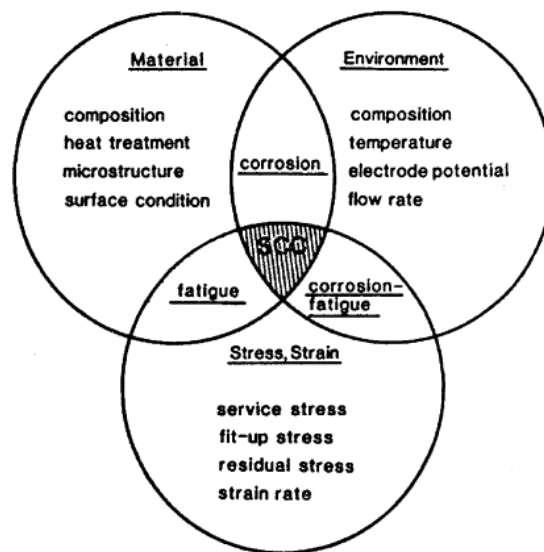 Material
composition
heat treatment
microstructure
surface condition
Environment
composition
temperature
electrode potential
flow rate
corrosion
SCC
fatigue
corrosion-
fatigue
Stress, Strain
service stress
fit-up stress
residual stress
strain rate